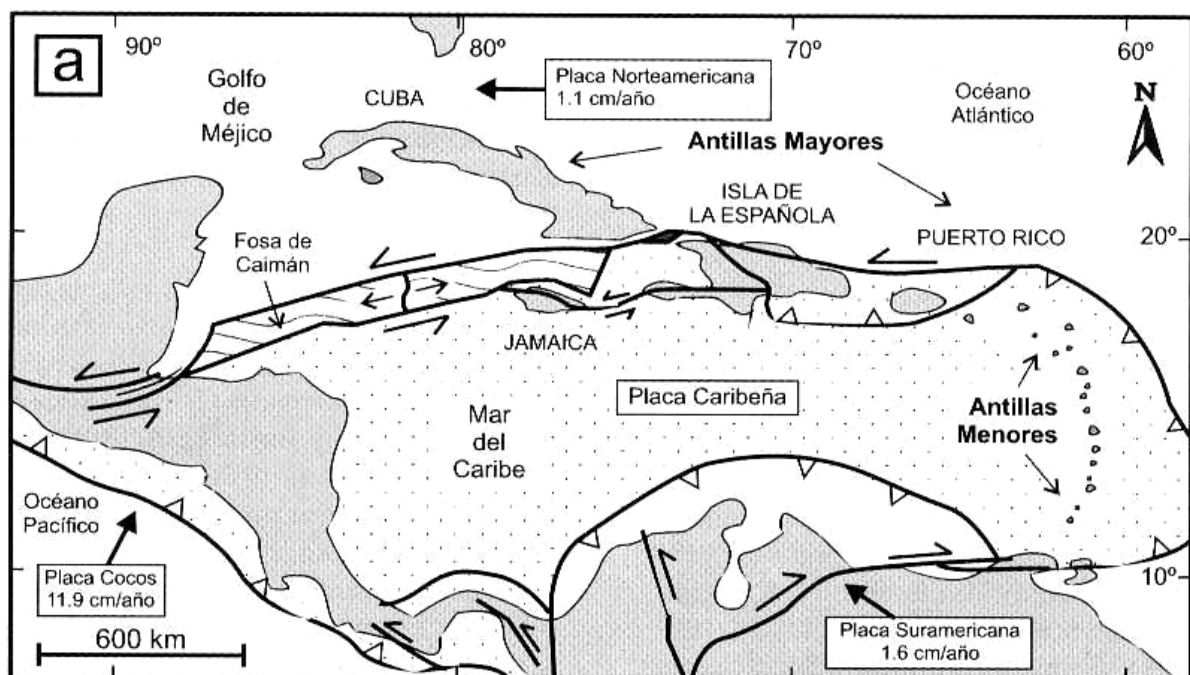 a
90º
80º
70º
60º
Golfo
de
Méjico
CUBA
Placa Norteamericana
1.1 cm/año
Océano
Atlántico
N
Antillas Mayores
ISLA DE
LA ESPAÑOLA
PUERTO RICO
20º
Fosa de
Caimán
JAMAICA
Placa Caribeña
Mar
del
Caribe
Antillas
Menores
Océano
Pacífico
Placa Cocos
11.9 cm/año
10º
600 km
Placa Suramericana
1.6 cm/año